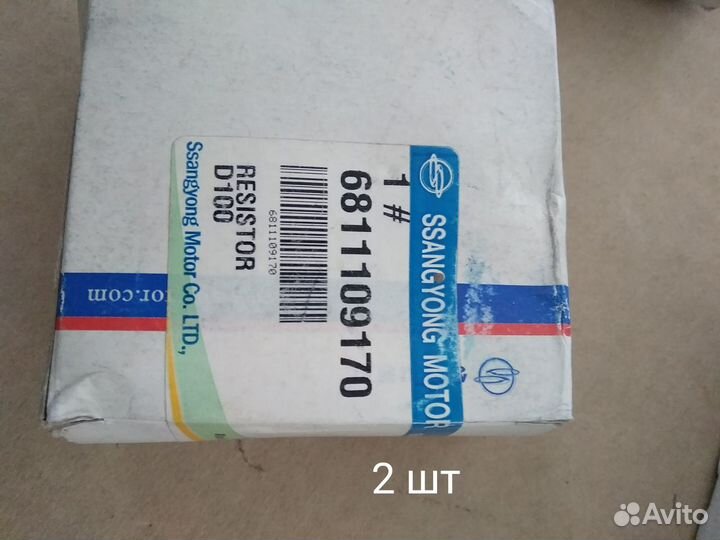 SSANGYONG MOTOR
1 #
6811109170
6811109170
RESISTOR
D100
Ssangyong Motor Co. LTD.,
or.com
2 шт
Avito